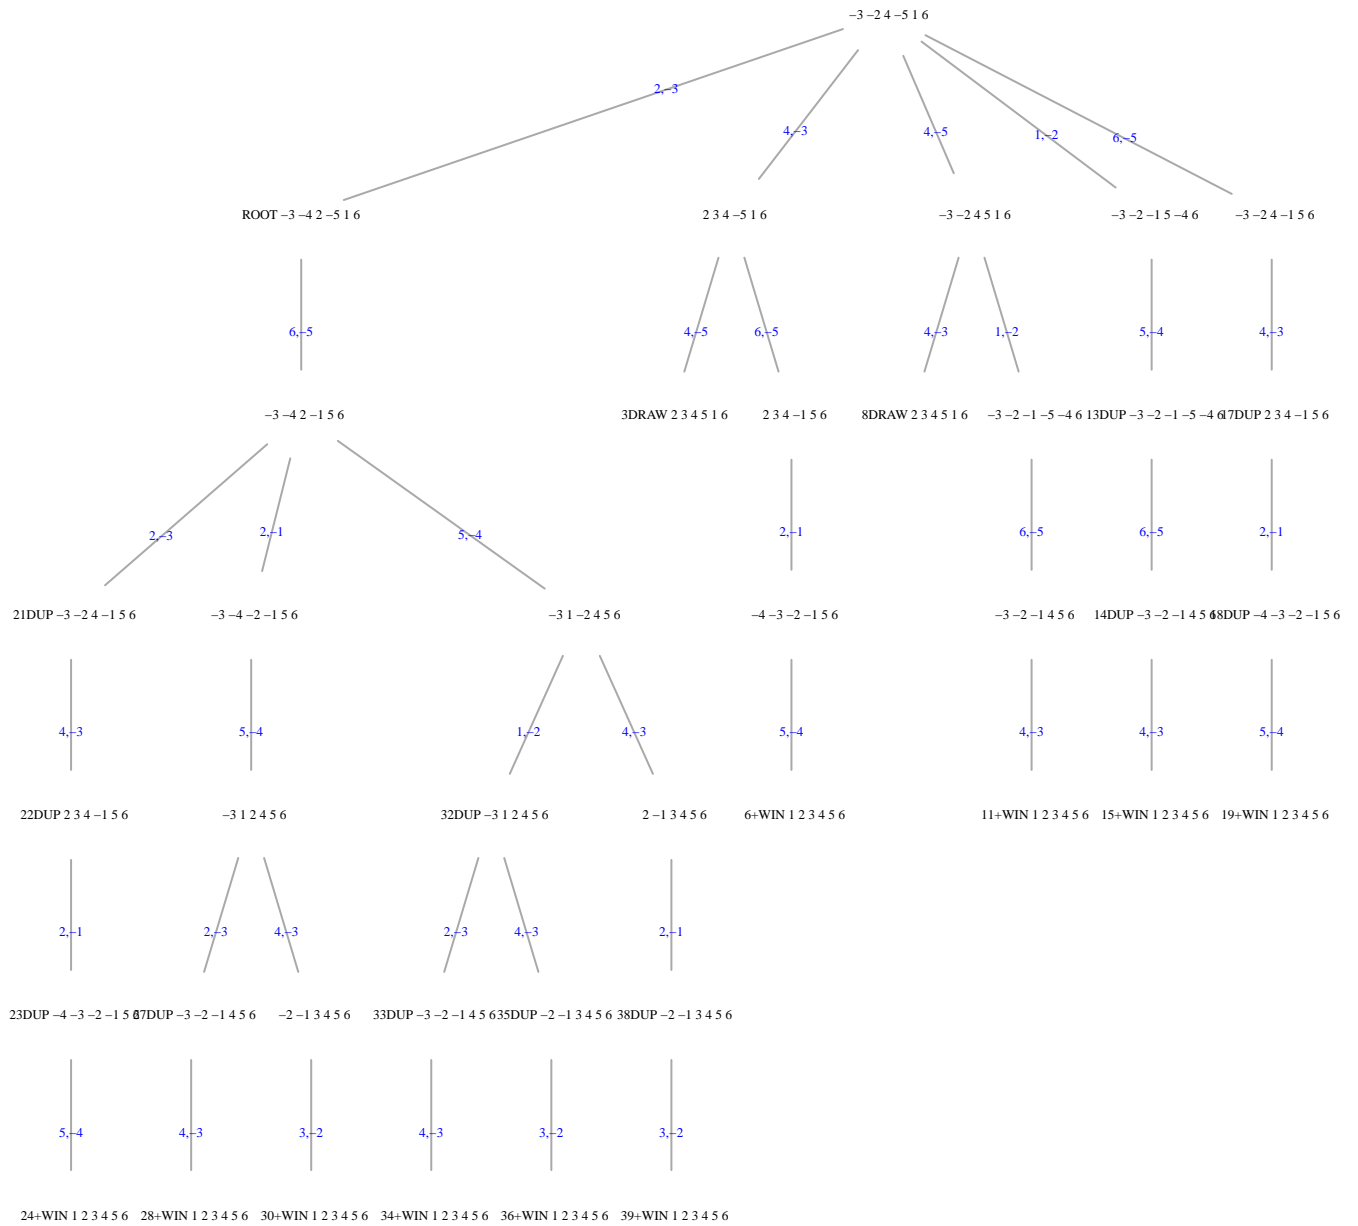 −3 −2 4 −5 1 6
2,−3
4,−3
4,−5
1,−2
6,−5
ROOT −3 −4 2 −5 1 6
2 3 4 −5 1 6
−3 −2 4 5 1 6
−3 −2 −1 5 −4 6
−3 −2 4 −1 5 6
6,−5
4,−5
6,−5
4,−3
1,−2
5,−4
4,−3
−3 −4 2 −1 5 6
3DRAW 2 3 4 5 1 6
2 3 4 −1 5 6
8DRAW 2 3 4 5 1 6
−3 −2 −1 −5 −4 6
13DUP −3 −2 −1 −5 −4 6
17DUP 2 3 4 −1 5 6
2,−3
2,−1
5,−4
2,−1
6,−5
6,−5
2,−1
21DUP −3 −2 4 −1 5 6
−3 −4 −2 −1 5 6
−3 1 −2 4 5 6
−4 −3 −2 −1 5 6
−3 −2 −1 4 5 6
14DUP −3 −2 −1 4 5 6
18DUP −4 −3 −2 −1 5 6
4,−3
5,−4
1,−2
4,−3
5,−4
4,−3
4,−3
5,−4
22DUP 2 3 4 −1 5 6
−3 1 2 4 5 6
32DUP −3 1 2 4 5 6
2 −1 3 4 5 6
6+WIN 1 2 3 4 5 6
11+WIN 1 2 3 4 5 6
15+WIN 1 2 3 4 5 6
19+WIN 1 2 3 4 5 6
2,−1
2,−3
4,−3
2,−3
4,−3
2,−1
23DUP −4 −3 −2 −1 5 6
27DUP −3 −2 −1 4 5 6
−2 −1 3 4 5 6
33DUP −3 −2 −1 4 5 6
35DUP −2 −1 3 4 5 6
38DUP −2 −1 3 4 5 6
5,−4
4,−3
3,−2
4,−3
3,−2
3,−2
24+WIN 1 2 3 4 5 6
28+WIN 1 2 3 4 5 6
30+WIN 1 2 3 4 5 6
34+WIN 1 2 3 4 5 6
36+WIN 1 2 3 4 5 6
39+WIN 1 2 3 4 5 6